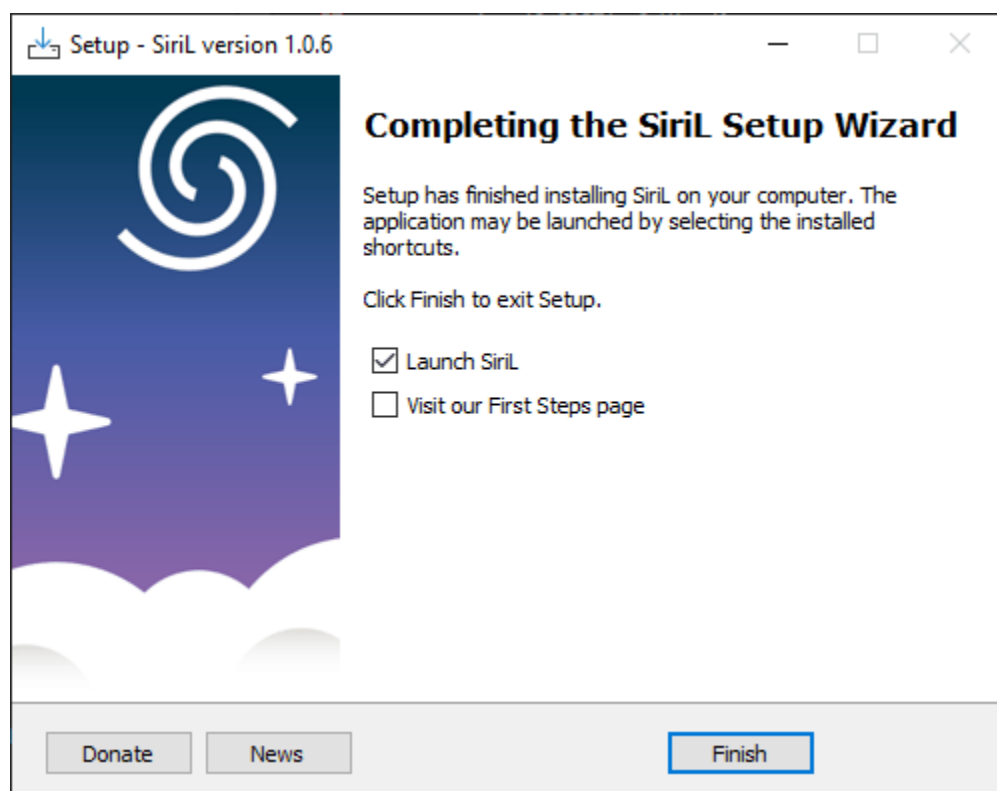 Setup - SiriL version 1.0.6
Completing the SiriL Setup Wizard
Setup has finished installing SiriL on your computer. The
application may be launched by selecting the installed
shortcuts.
Click Finish to exit Setup.
Launch SiriL
Visit our First Steps page
Donate
News
Finish